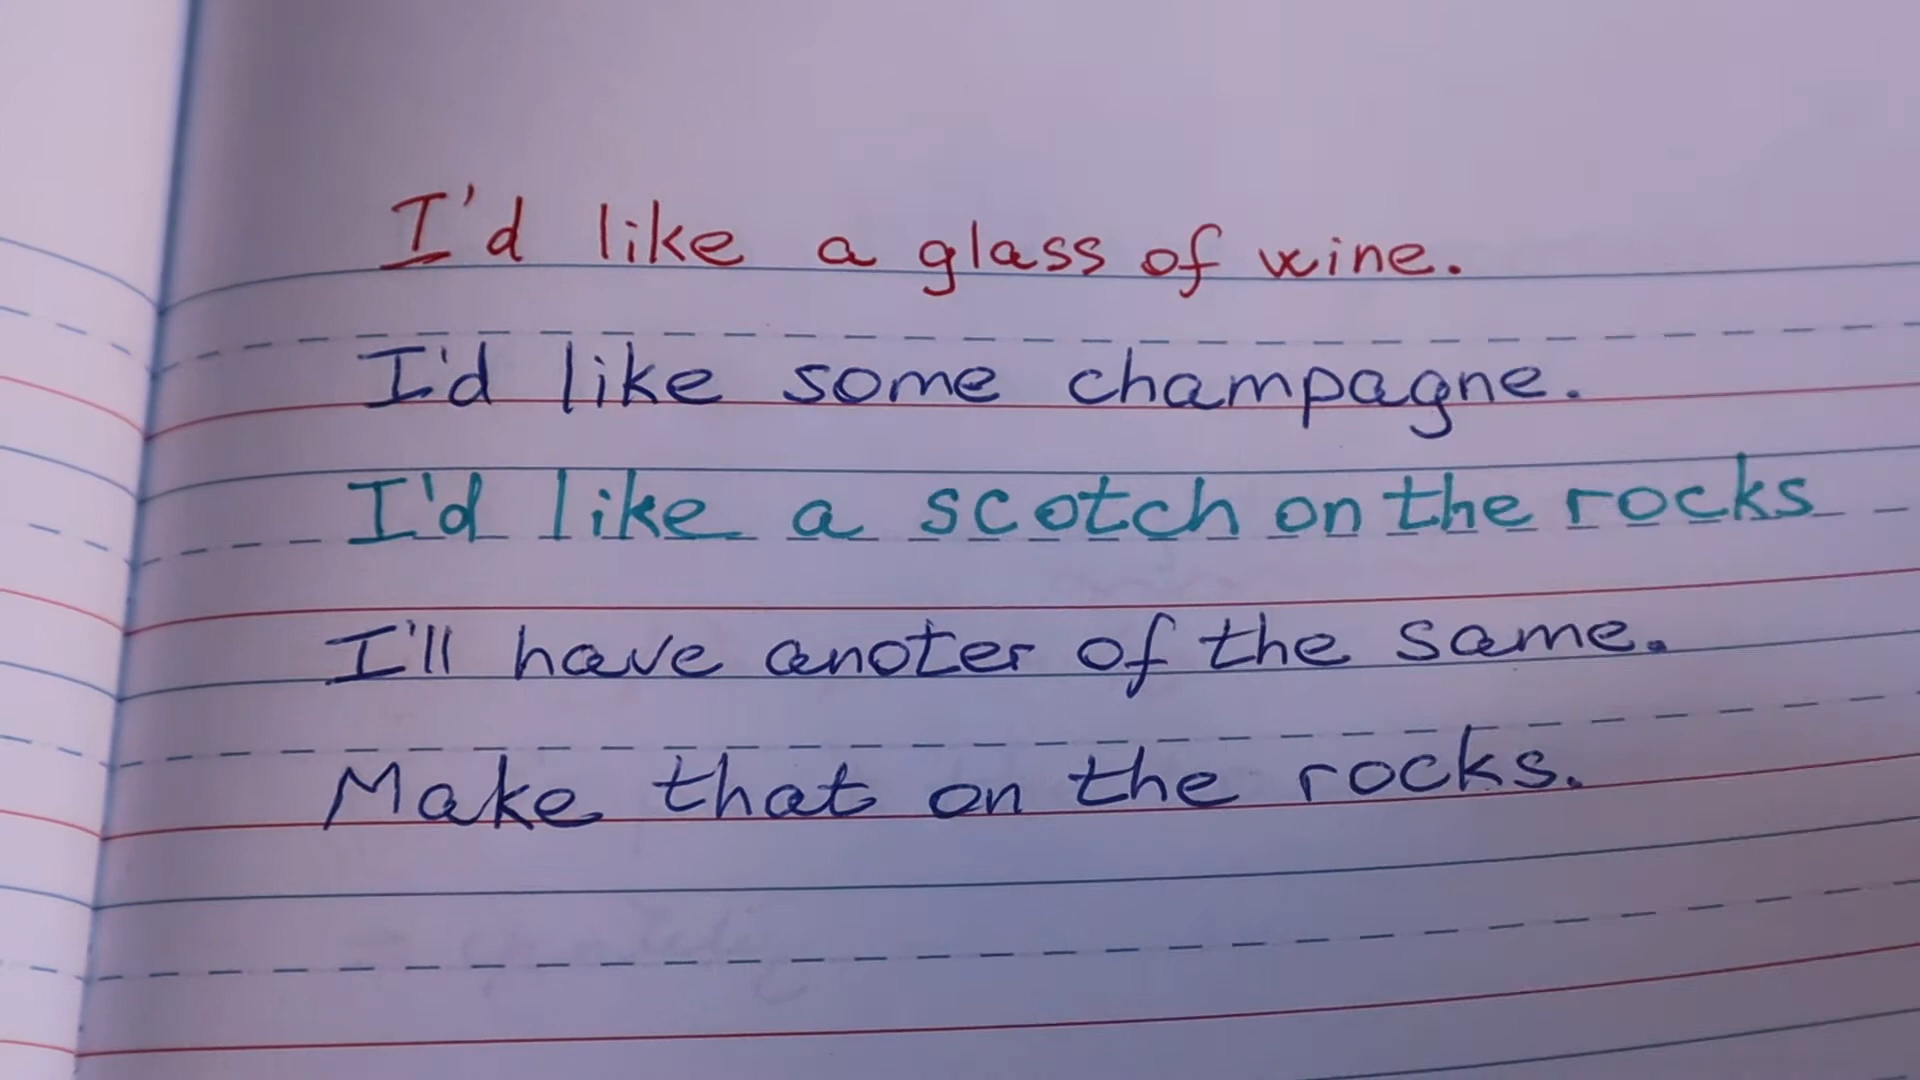 I'd like a glass of wine.
I'd like some champagne.
I'd like a scotch on the rocks
I'll have anoter of the same.
Make that on the rocks.